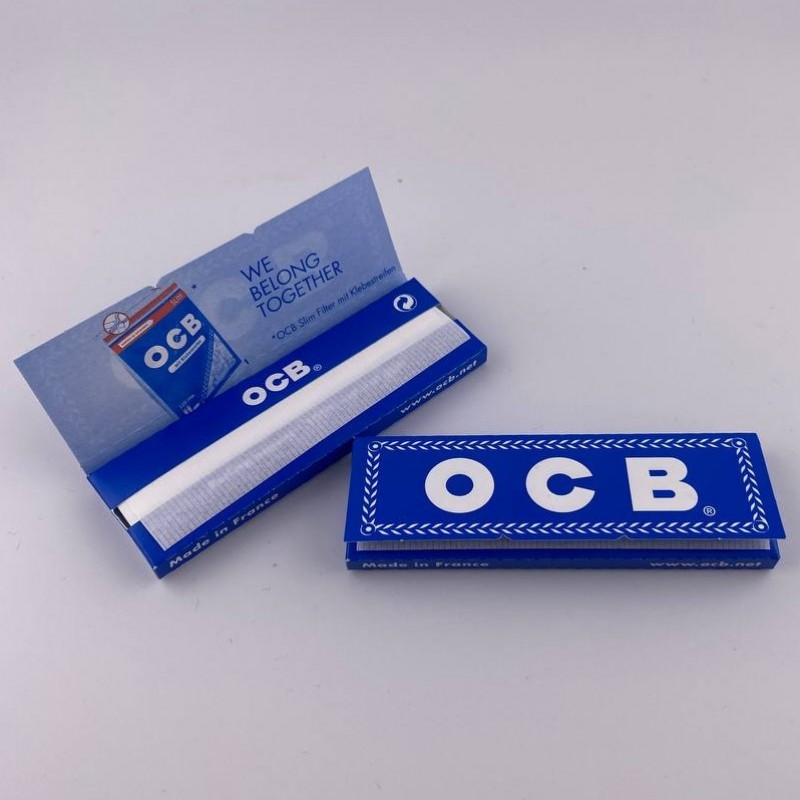 WE
BELONG
TOGETHER
*OCB Slim Filter mit Klebestreifen
SLIM
OCB
OCB®
www.ocb.net
Made in France
OCB®
Made in France
www.ocb.net